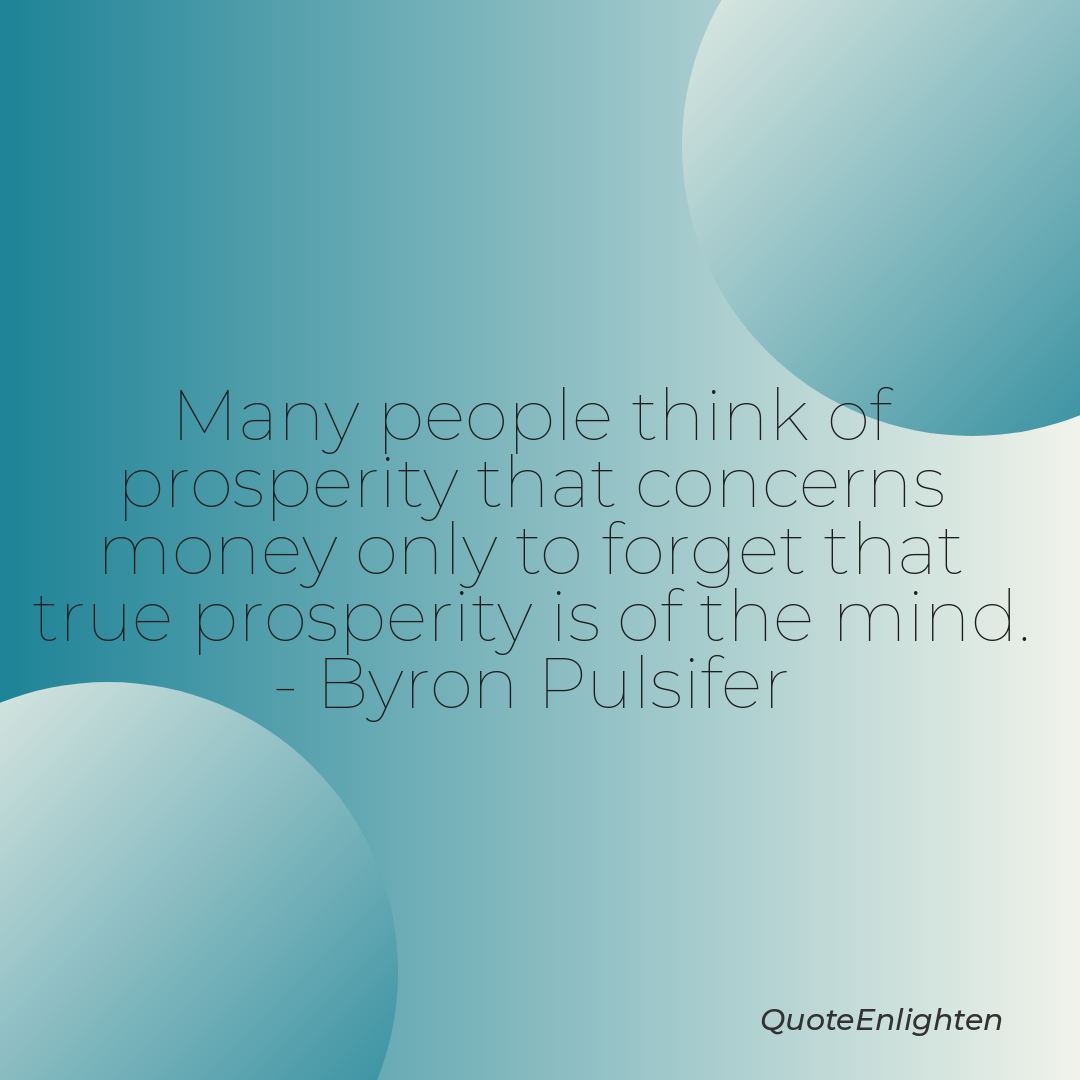 Many people think of
prosperity that concerns
money only to forget that
true prosperity is of the mind.
- Byron Pulsifer
QuoteEnlighten